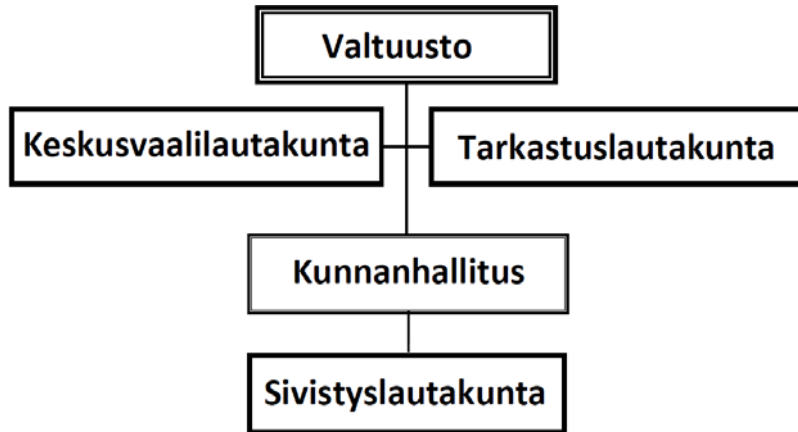 Valtuusto
Keskusvaalilautakunta
Tarkastuslautakunta
Kunnanhallitus
Sivistyslautakunta